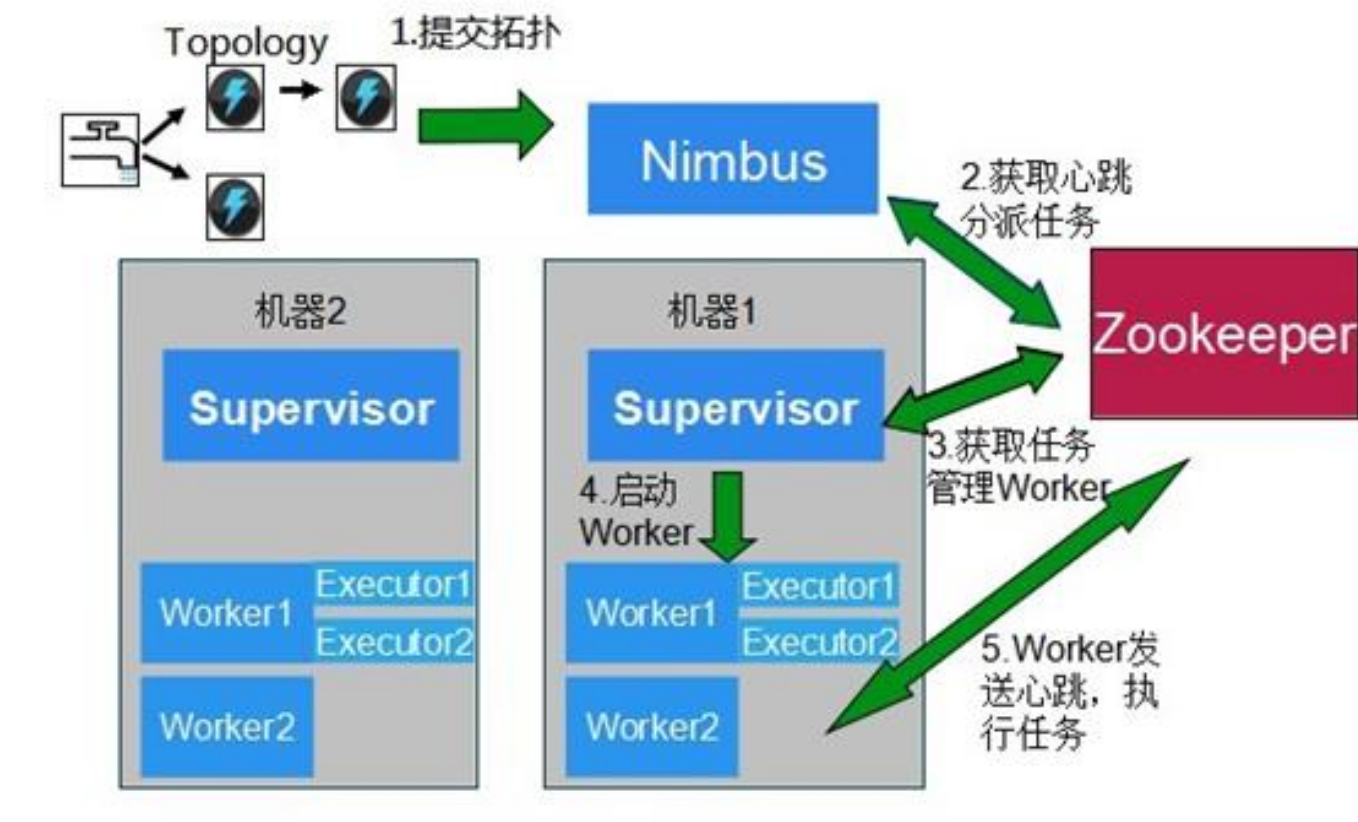 Topology
1.提交拓扑
Nimbus
2.获取心跳
分派任务
Zookeeper
机器2
Supervisor
Worker1
Executor1
Executor2
Worker2
机器1
Supervisor
3.获取任务
管理Worker
4.启动
Worker
Worker1
Executor1
Executor2
Worker2
5.Worker发
送心跳，执
行任务